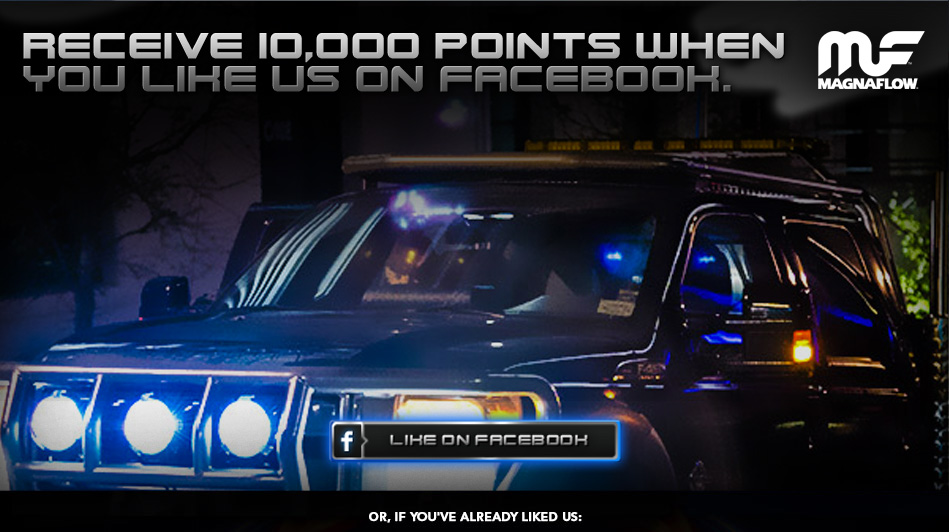 RECEIVE 10,000 POINTS WHEN
YOU LIKE US ON FACEBOOK.
MF
MAGNAFLOW
f
LIKE ON FACEBOOK
OR, IF YOU'VE ALREADY LIKED US: